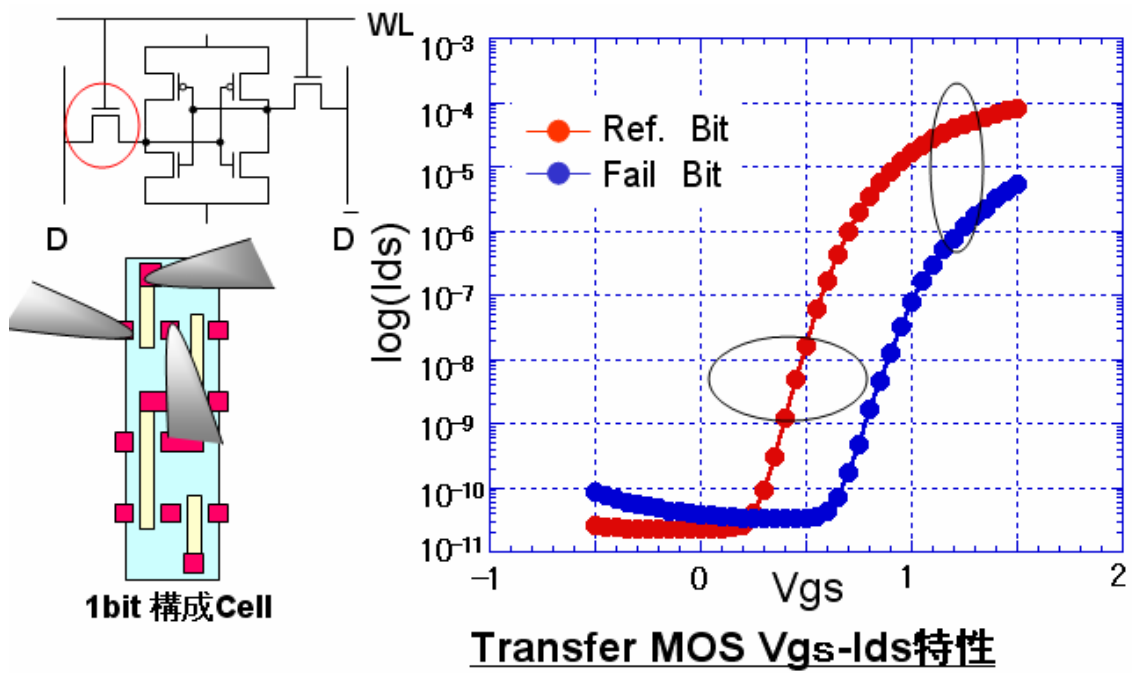 WL
D
D̅
1bit 構成Cell
log(Ids)
10-3
10-4
10-5
10-6
10-7
10-8
10-9
10-10
10-11
Ref. Bit
Fail Bit
-1
0
1
2
Vgs
Transfer MOS Vgs-Ids特性